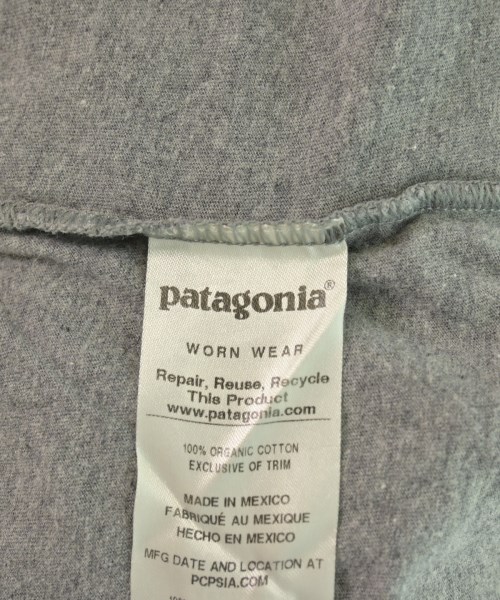 patagonia®
WORN WEAR
Repair, Reuse, Recycle
This Product
www.patagonia.com
100% ORGANIC COTTON
EXCLUSIVE OF TRIM
MADE IN MEXICO
FABRIQUÉ AU MEXIQUE
HECHO EN MEXICO
MFG DATE AND LOCATION AT
PCPSIA.COM